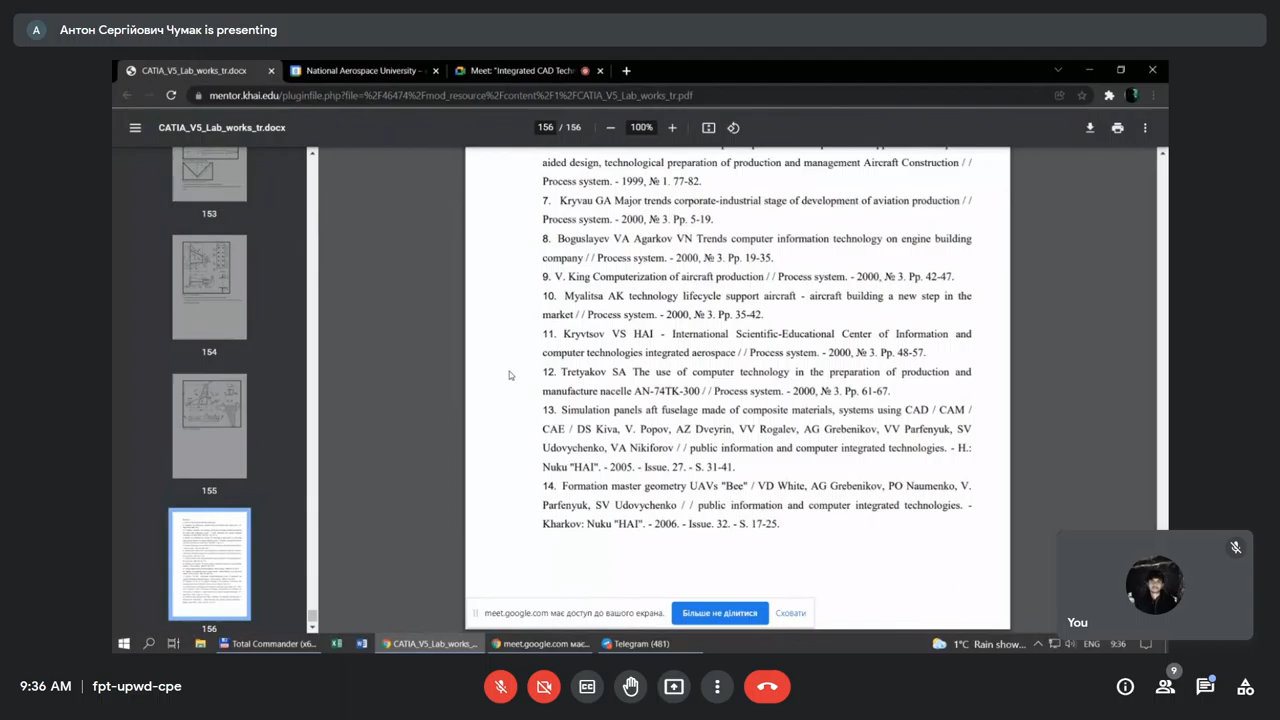 A Антон Сергійович Чумак is presenting
CATIA_V5_Lab_works_tr.docx
National Aerospace University –
Meet: "Integrated CAD Tech
mentor.khai.edu/pluginfile.php?file=%2F46474%2Fmod_resource%2Fcontent%2F1%2FCATIA_V5_Lab_works_tr.pdf
CATIA_V5_Lab_works_tr.docx
156 / 156
100%
aided design, technological preparation of production and management Aircraft Construction / /
Process system. - 1999, № 1. 77-82.
7. Kryvau GA Major trends corporate-industrial stage of development of aviation production / /
Process system. - 2000, № 3. Pp. 5-19.
8. Boguslayev VA Agarkov VN Trends computer information technology on engine building
company / / Process system. - 2000, № 3. Pp. 19-35.
9. V. King Computerization of aircraft production / / Process system. - 2000, № 3. Pp. 42-47.
10. Myalitsa AK technology lifecycle support aircraft - aircraft building a new step in the
market / / Process system. - 2000, № 3. Pp. 35-42.
11. Kryvtsov VS HAI - International Scientific-Educational Center of Information and
computer technologies integrated aerospace / / Process system. - 2000, № 3. Pp. 48-57.
12. Tretyakov SA The use of computer technology in the preparation of production and
manufacture nacelle AN-74TK-300 / / Process system. - 2000, № 3. Pp. 61-67.
13. Simulation panels aft fuselage made of composite materials, systems using CAD / CAM /
CAE / DS Kiva, V. Popov, AZ Dveyrin, VV Rogalev, AG Grebenikov, VV Parfenyuk, SV
Udovychenko, VA Nikiforov / / public information and computer integrated technologies. - H.:
Nuku "HAI". - 2005. - Issue. 27. - S. 31-41.
14. Formation master geometry UAVs "Bee" / VD White, AG Grebenikov, PO Naumenko, V.
Parfenyuk, SV Udovychenko / / public information and computer integrated technologies. -
Kharkov: Nuku "HAI". - 2006. - Issue. 32. - S. 17-25.
153
154
155
156
meet.google.com має доступ до вашого екрана.
Більше не ділитися
Сховати
You
Total Commander (x6...
CATIA_V5_Lab_works_...
meet.google.com має...
Telegram (481)
1°C Rain show...
ENG
9:36
9:36 AM | fpt-upwd-cpe
9